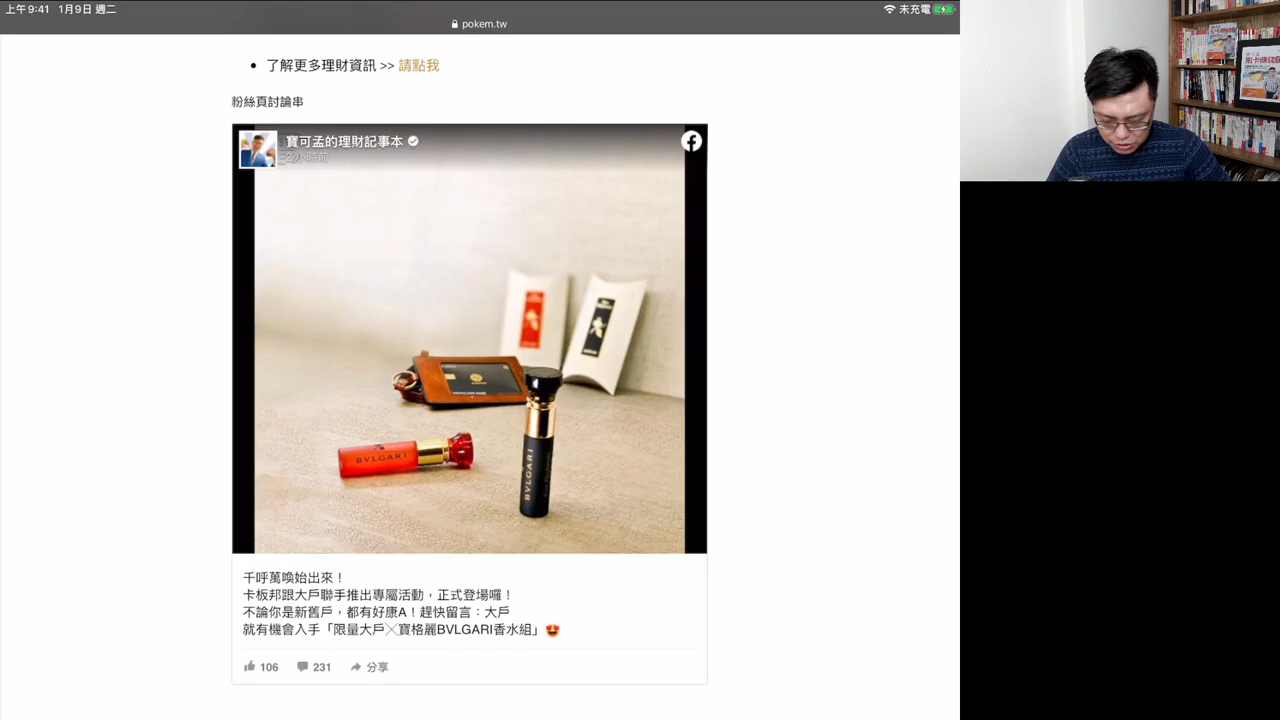 上午9:41 1月9日 週二
未充電
pokem.tw
了解更多理財資訊 >> 請點我
粉絲頁討論串
寶可孟的理財記事本
3小時前
BVLGARI
BVLGARI
千呼萬喚始出來！
卡板邦跟大戶聯手推出專屬活動，正式登場囉！
不論你是新舊戶，都有好康A！趕快留言：大戶
就有機會入手「限量大戶╳寶格麗BVLGARI香水組」😍
106 231 分享